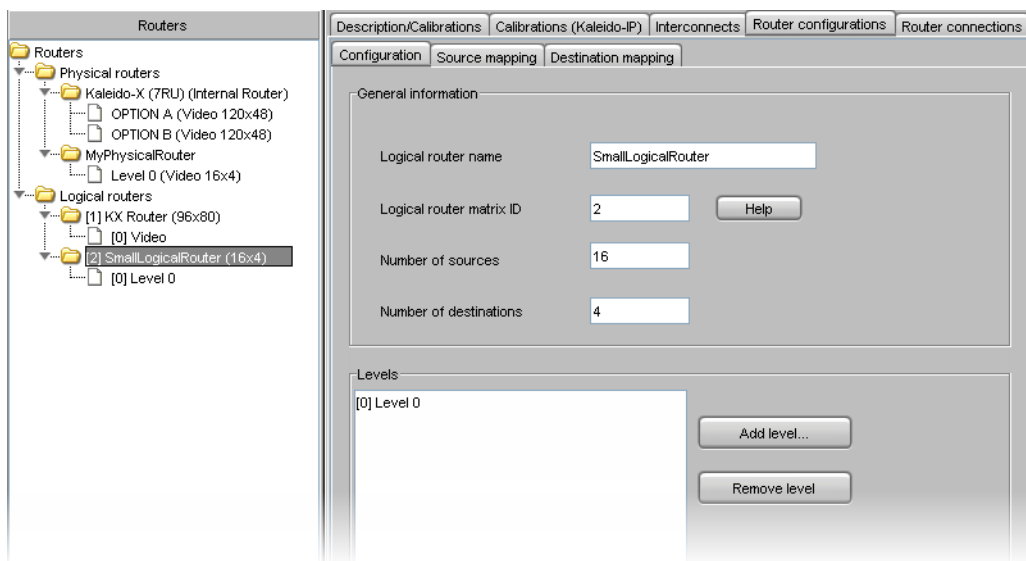 Routers
Routers
Physical routers
Kaleido-X (7RU) (Internal Router)
OPTION A (Video 120x48)
OPTION B (Video 120x48)
MyPhysicalRouter
Level 0 (Video 16x4)
Logical routers
[1] KX Router (96x80)
[0] Video
[2] SmallLogicalRouter (16x4)
[0] Level 0
Description/Calibrations Calibrations (Kaleido-IP) Interconnects Router configurations Router connections
Configuration Source mapping Destination mapping
General information
Logical router name SmallLogicalRouter
Logical router matrix ID 2 Help
Number of sources 16
Number of destinations 4
Levels
[0] Level 0
Add level...
Remove level